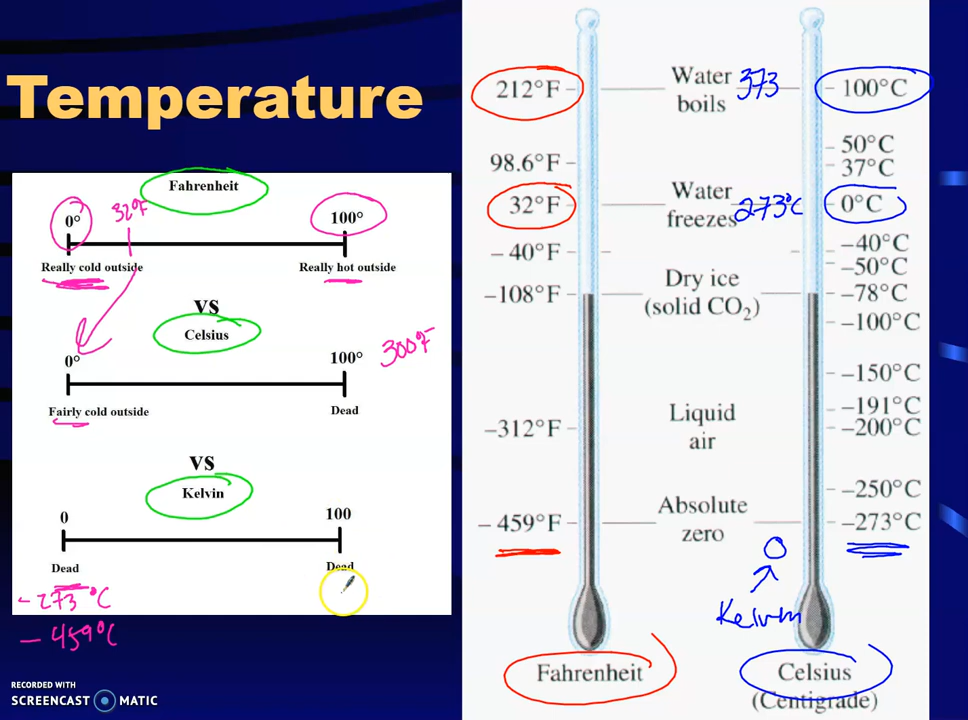 Temperature
Fahrenheit
0° 32°F 100°
Really cold outside Really hot outside
vs
Celsius
0° 100° 300°F
Fairly cold outside Dead
vs
Kelvin
0 100
Dead Dead
-273°C
- 459°C
RECORDED WITH
SCREENCAST MATIC
212°F Water boils 373 100°C
50°C
98.6°F 37°C
32°F Water freezes 273°C 0°C
-40°F -40°C
-50°C
-108°F Dry ice (solid CO₂) -78°C
-100°C
-150°C
-191°C
-312°F Liquid air -200°C
-250°C
-459°F Absolute zero -273°C
0
Kelvin
Fahrenheit Celsius
(Centigrade)